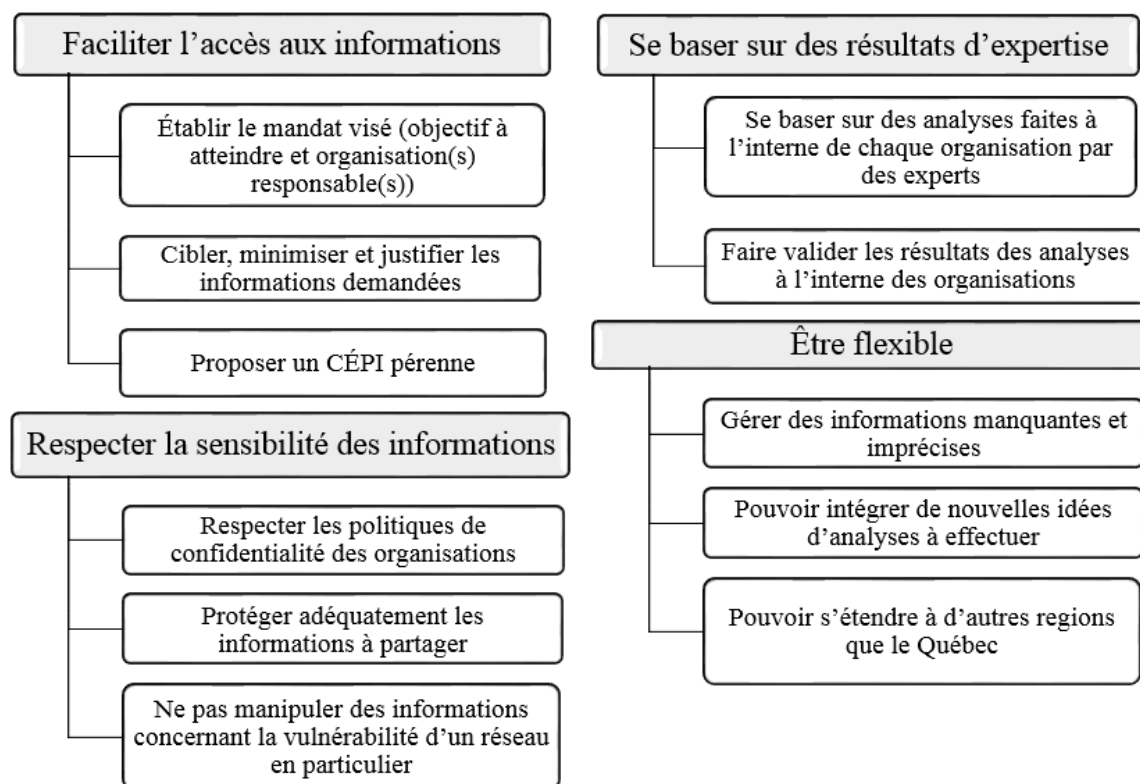 Faciliter l’accès aux informations
Établir le mandat visé (objectif à
atteindre et organisation(s)
responsable(s))
Cibler, minimiser et justifier les
informations demandées
Proposer un CÉPI pérenne
Respecter la sensibilité des informations
Respecter les politiques de
confidentialité des organisations
Protéger adéquatement les
informations à partager
Ne pas manipuler des informations
concernant la vulnérabilité d’un réseau
en particulier
Se baser sur des résultats d’expertise
Se baser sur des analyses faites à
l’interne de chaque organisation par
des experts
Faire valider les résultats des analyses
à l’interne des organisations
Être flexible
Gérer des informations manquantes et
imprécises
Pouvoir intégrer de nouvelles idées
d’analyses à effectuer
Pouvoir s’étendre à d’autres regions
que le Québec